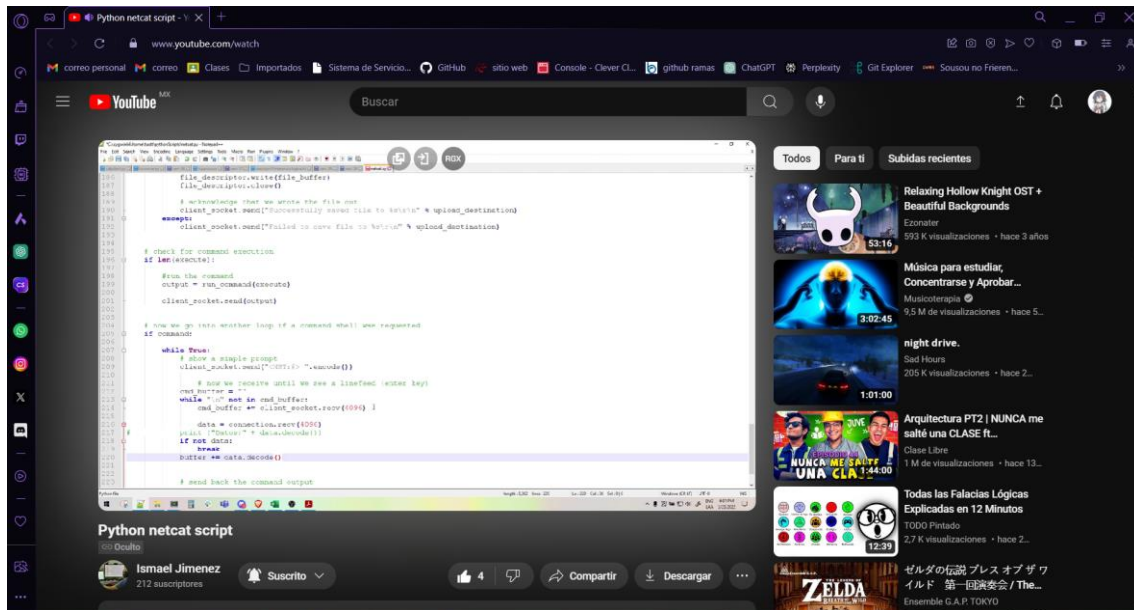 Python netcat script - Y
www.youtube.com/watch
correo personal
correo
Clases
Importados
Sistema de Servicio...
GitHub
sitio web
Console - Clever Cl...
github ramas
ChatGPT
Perplexity
Git Explorer
Sousou no Frieren...
YouTube MX
Buscar
Todos
Para ti
Subidas recientes
RGX
file_descriptor.write(file_buffer)
file_descriptor.close()
# acknowledge that we wrote the file out
client_socket.send("Successfully saved file to %s\r\n" % upload_destination)
except:
client_socket.send("Failed to save file to %s\r\n" % upload_destination)
# check for command execution
if len(execute):
#run the command
output = run_command(execute)
client_socket.send(output)
# now we go into another loop if a command shell was requested
if command:
while True:
# show a simple prompt
client_socket.send("<NETI:#> ".encode())
# now we receive until we see a linefeed (enter key)
cmd_buffer = ""
while "\n" not in cmd_buffer:
cmd_buffer += client_socket.recv(4096)
data = connection.recv(4096)
print ("Datos:" + data.decode())
if not data:
break
buffer += data.decode()
# send back the command output
Python netcat script
Oculto
Ismael Jimenez
212 suscriptores
Suscrito
4
Compartir
Descargar
Relaxing Hollow Knight OST +
Beautiful Backgrounds
Ezonater
593 K visualizaciones • hace 3 años
53:16
Música para estudiar,
Concentrarse y Aprobar...
Musicoterapia
9,5 M de visualizaciones • hace 5...
3:02:45
night drive.
Sad Hours
205 K visualizaciones • hace 2...
1:01:00
Arquitectura PT2 | NUNCA me
salté una CLASE ft...
Clase Libre
1 M de visualizaciones • hace 13...
NUNCA ME SALTÉ
UNA CLASE
1:44:00
Todas las Falacias Lógicas
Explicadas en 12 Minutos
TODO Pintado
2,7 K visualizaciones • hace 2...
12:39
ゼルダの伝説 ブレス オブ ザ ワ
イルド 第一回演奏会 / The...
Ensemble G.A.P. TOKYO
THE LEGEND OF
ZELDA